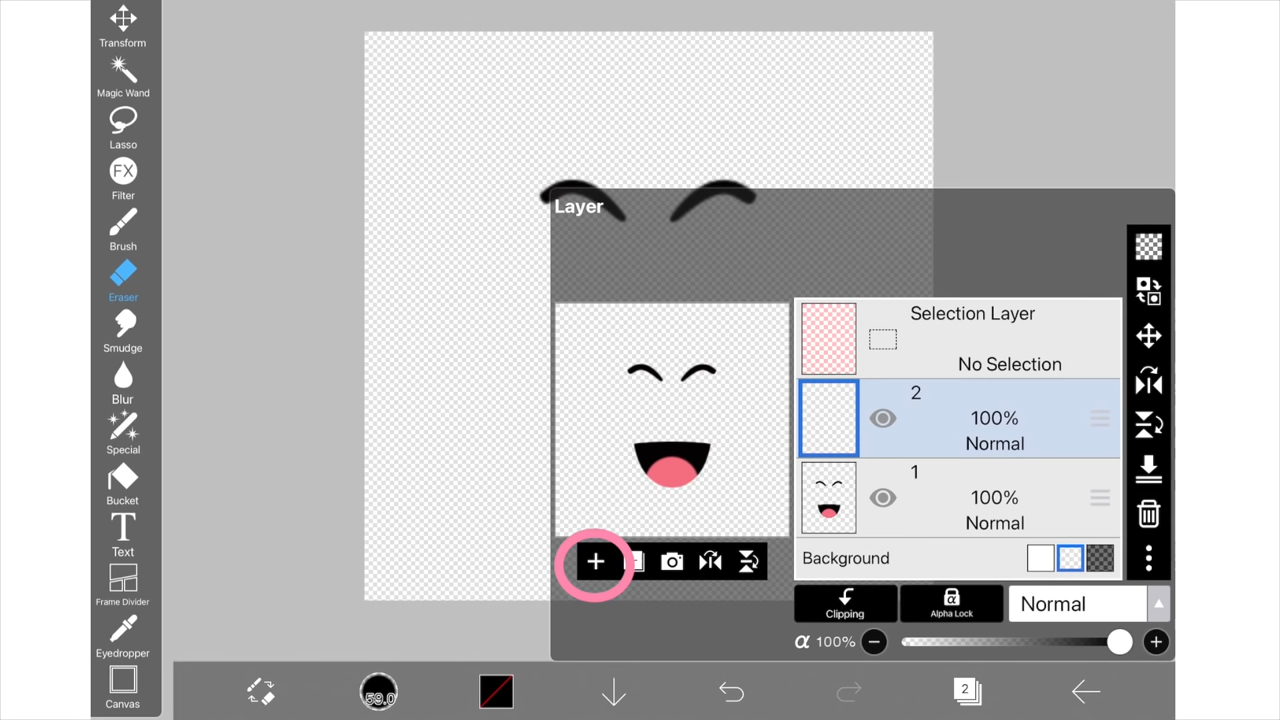 Transform
Magic Wand
Lasso
FX
Filter
Brush
Eraser
Smudge
Blur
Special
Bucket
T
Text
Frame Divider
Eyedropper
Canvas
Layer
Selection Layer
No Selection
2
100%
Normal
1
100%
Normal
Background
Clipping
α
Alpha Lock
Normal
α 100%
59.0
2